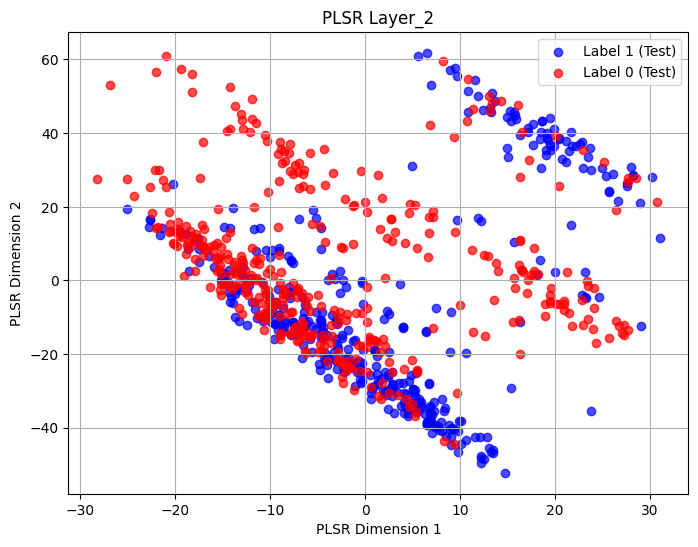 PLSR Layer_2
Label 1 (Test)
Label 0 (Test)
PLSR Dimension 2
60
40
20
0
−20
−40
−30
−20
−10
0
10
20
30
PLSR Dimension 1